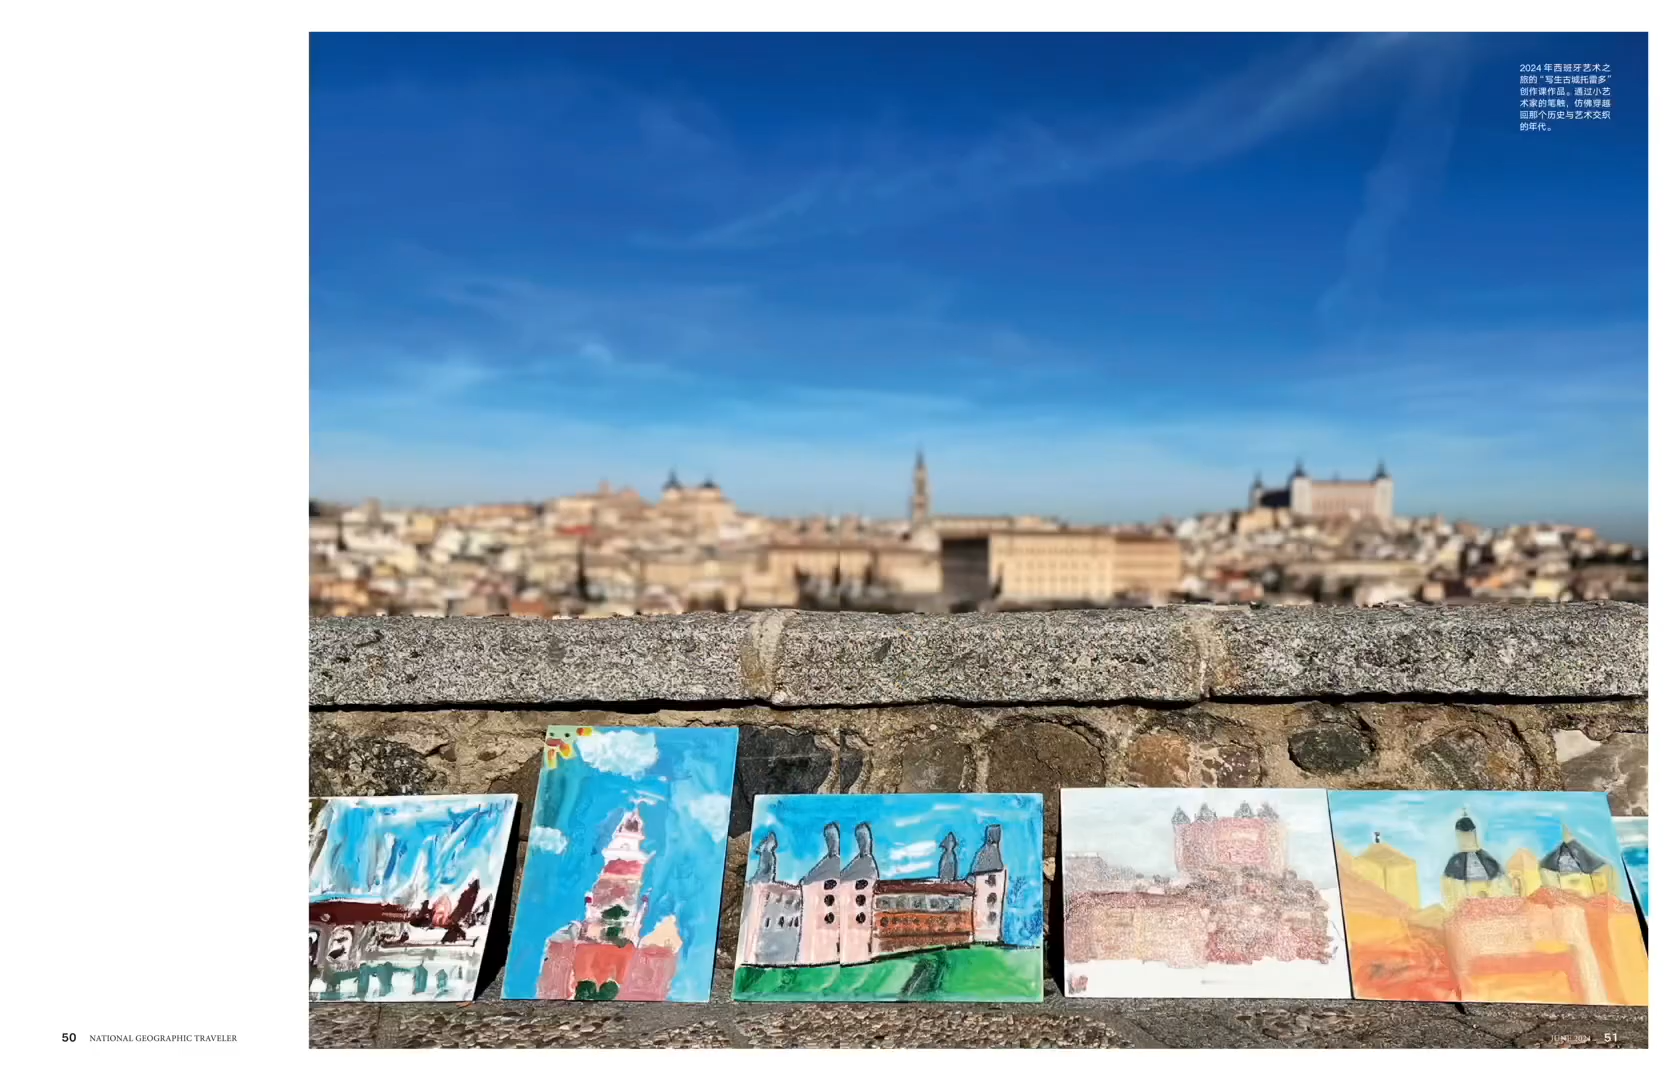 2024 年西班牙艺术之
旅的“写生古城托雷多”
创作课作品。通过小艺
术家的笔触，仿佛穿越
回那个历史与艺术交织
的年代。
50 NATIONAL GEOGRAPHIC TRAVELER
JUNE 2024 51